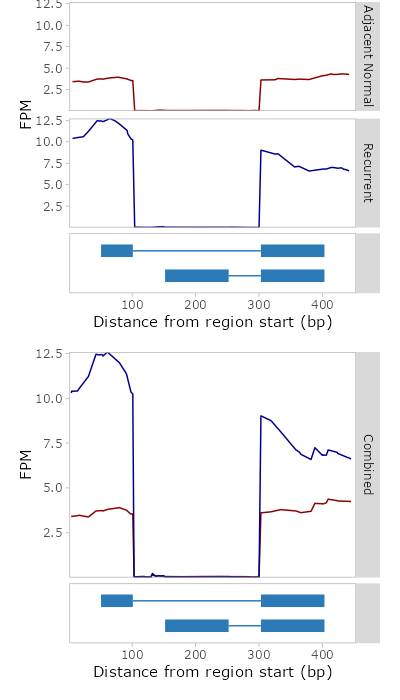 12.5
10.0
7.5
5.0
2.5
Adjacent Normal
FPM
12.5
10.0
7.5
5.0
2.5
Recurrent
100 200 300 400
Distance from region start (bp)
12.5
10.0
7.5
5.0
2.5
FPM
Combined
100 200 300 400
Distance from region start (bp)